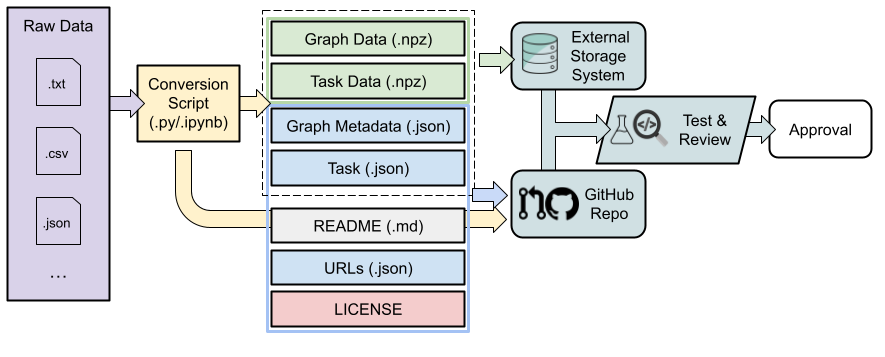 Raw Data
.txt
.csv
.json
...
Conversion
Script
(.py/.ipynb)
Graph Data (.npz)
Task Data (.npz)
Graph Metadata (.json)
Task (.json)
README (.md)
URLs (.json)
LICENSE
External
Storage
System
GitHub
Repo
Test &
Review
Approval